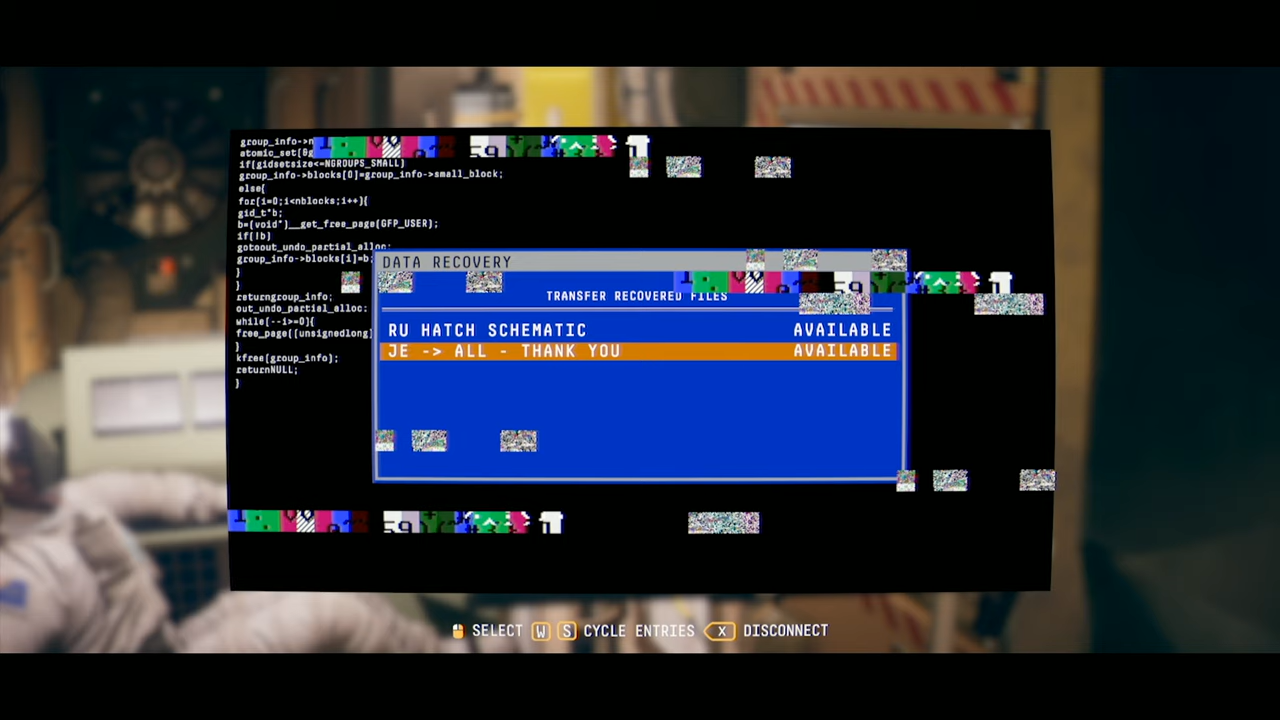 group_info->n
atomic_set(&g
if(gidsetsize<=NGROUPS_SMALL)
group_info->blocks[0]=group_info->small_block;
else{
for(i=0;i<nblocks;i++){
gid_t*b;
b=(void*)__get_free_page(GFP_USER);
if(!b)
gotoout_undo_partial_alloc;
group_info->blocks[i]=b;
}
}
returngroup_info;
out_undo_partial_alloc:
while(--i>=0){
free_page((unsignedlong)
}
kfree(group_info);
returnNULL;
}
DATA RECOVERY
TRANSFER RECOVERED FILES
RU HATCH SCHEMATIC AVAILABLE
JE -> ALL - THANK YOU AVAILABLE
SELECT W S CYCLE ENTRIES X DISCONNECT